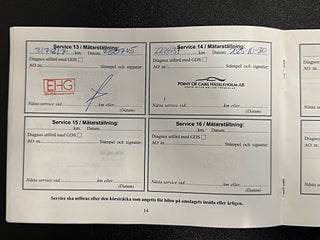 Service 13 / Mätarställning:
km. Datum.
Diagnos utförd med GDS
AO nr. Stämpel och signatur:
EHG
Nästa service vid km eller
(Datum)
Service 14 / Mätarställning:
km. Datum.
Diagnos utförd med GDS
AO nr. Stämpel och signatur:
POINT OF CARS HÄSSLEHOLM AB
Nästa service vid km eller
(Datum)
Service 15 / Mätarställning:
km. Datum.
Diagnos utförd med GDS
AO nr. Stämpel och signatur:
Nästa service vid km eller
(Datum)
Service 16 / Mätarställning:
km. Datum.
Diagnos utförd med GDS
AO nr. Stämpel och signatur:
Nästa service vid km eller
(Datum)
Service ska utföras efter den körsträcka som angetts för bilen på omslagets insida eller årligen.
14